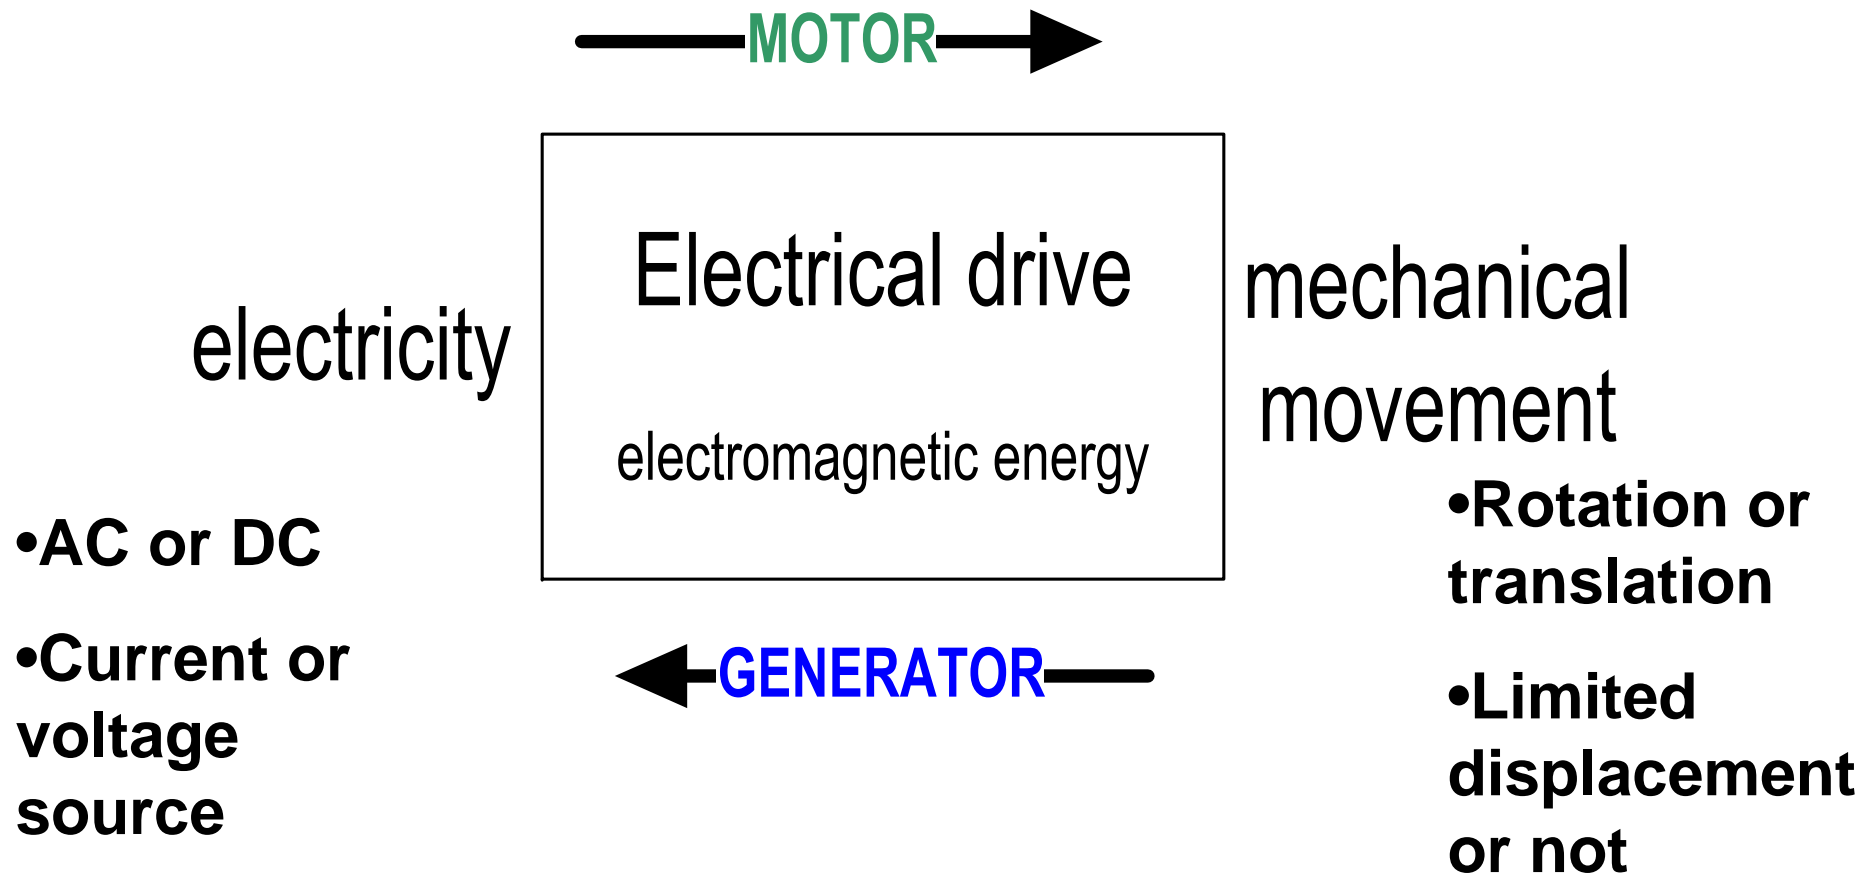 MOTOR
Electrical drive
electromagnetic energy
electricity
mechanical
movement
•AC or DC
•Current or
voltage
source
•Rotation or
translation
•Limited
displacement
or not
GENERATOR